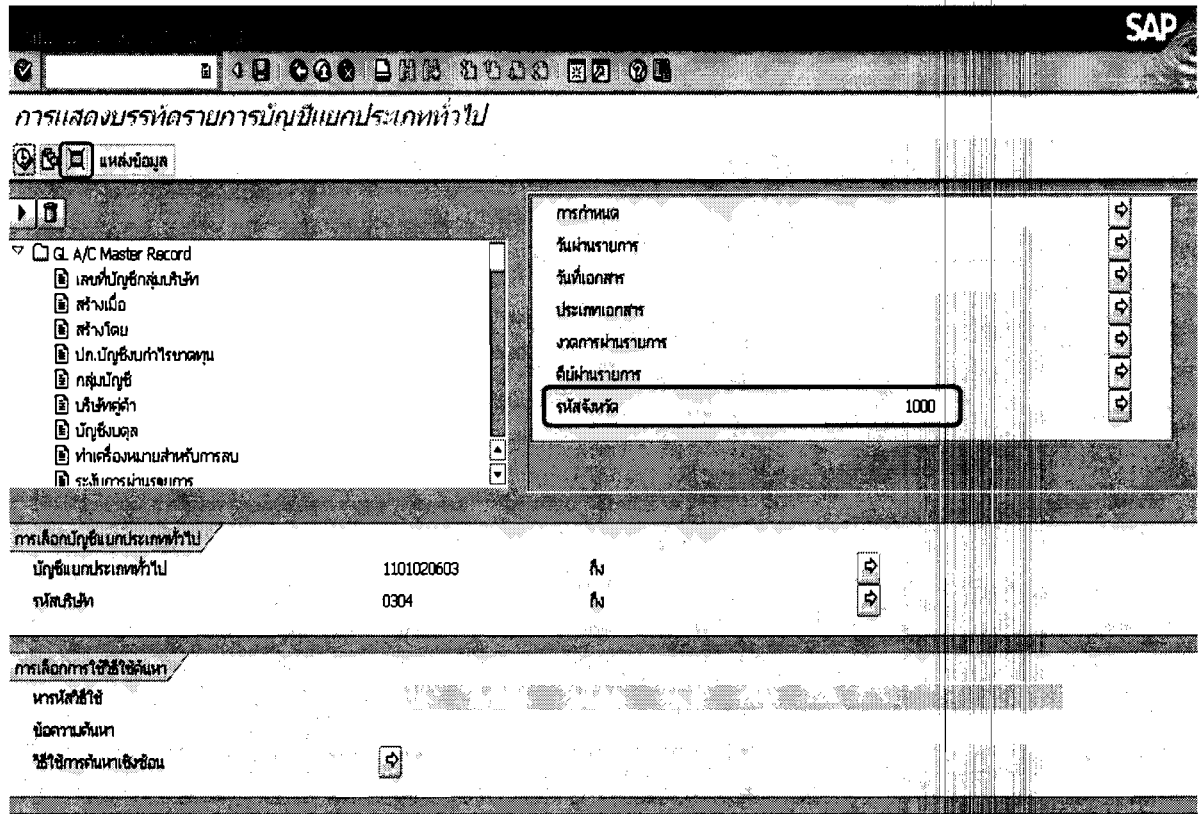 SAP
การแสดงบรรทัดรายการบัญชีแยกประเภททั่วไป
แหล่งข้อมูล
GL A/C Master Record
เลขที่บัญชีกลุ่มบริษัท
สร้างเมื่อ
สร้างโดย
ปก.บัญชีงบกำไรขาดทุน
กลุ่มบัญชี
บริษัทคู่ค้า
บัญชีงบดุล
ทำเครื่องหมายสำหรับการลบ
ระงับการผ่านรายการ
การกำหนด
วันผ่านรายการ
วันที่เอกสาร
ประเภทเอกสาร
งวดการผ่านรายการ
คีย์ผ่านรายการ
รหัสจังหวัด 1000
การเลือกบัญชีแยกประเภททั่วไป
บัญชีแยกประเภททั่วไป 1101020603 ถึง
รหัสบริษัท 0304 ถึง
การเลือกการใช้วิธีใช้ค้นหา
หารหัสวิธีใช้
ข้อความค้นหา
วิธีใช้การค้นหาเชิงซ้อน